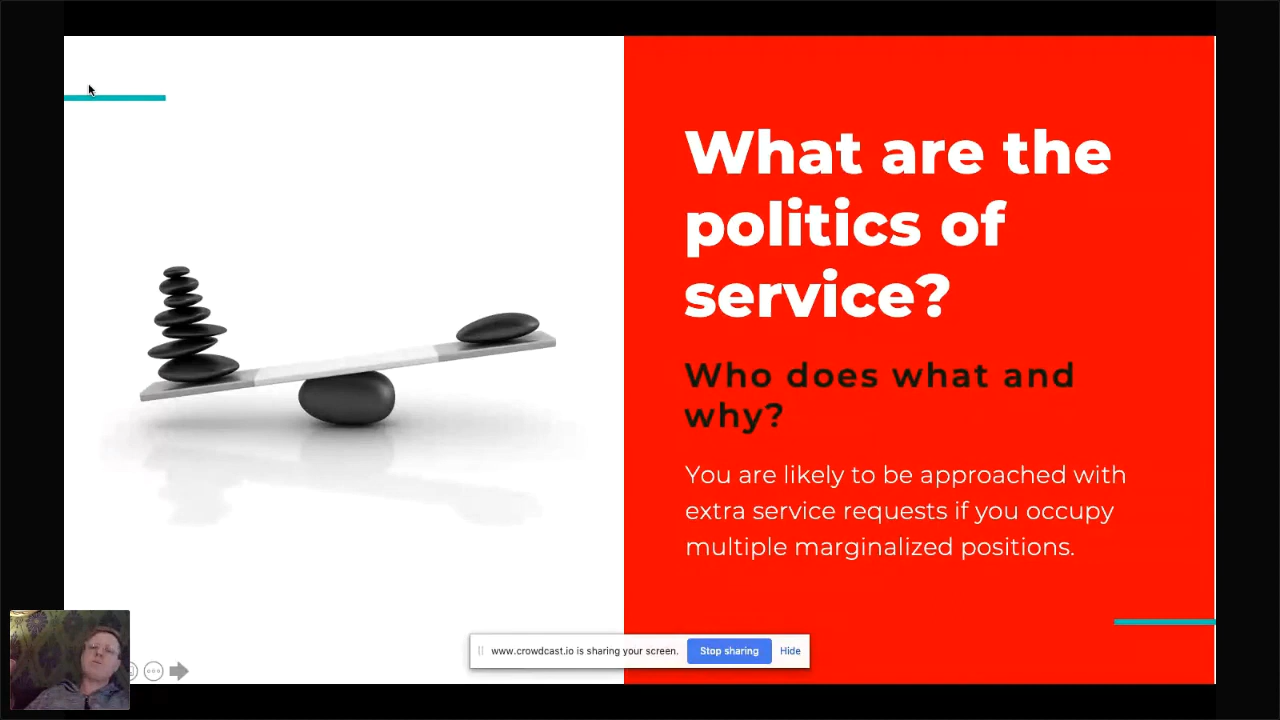 What are the
politics of
service?
Who does what and
why?
You are likely to be approached with
extra service requests if you occupy
multiple marginalized positions.
www.crowdcast.io is sharing your screen. Stop sharing Hide